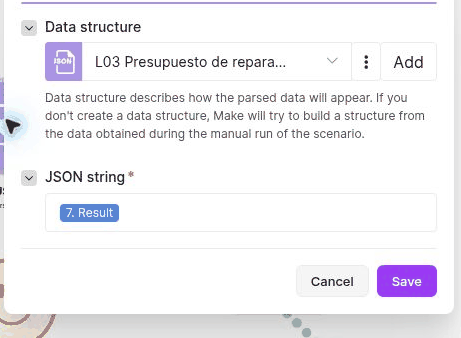 Data structure
JSON
L03 Presupuesto de repara...
Add
Data structure describes how the parsed data will appear. If you
don't create a data structure, Make will try to build a structure from
the data obtained during the manual run of the scenario.
JSON string*
7. Result
Cancel
Save